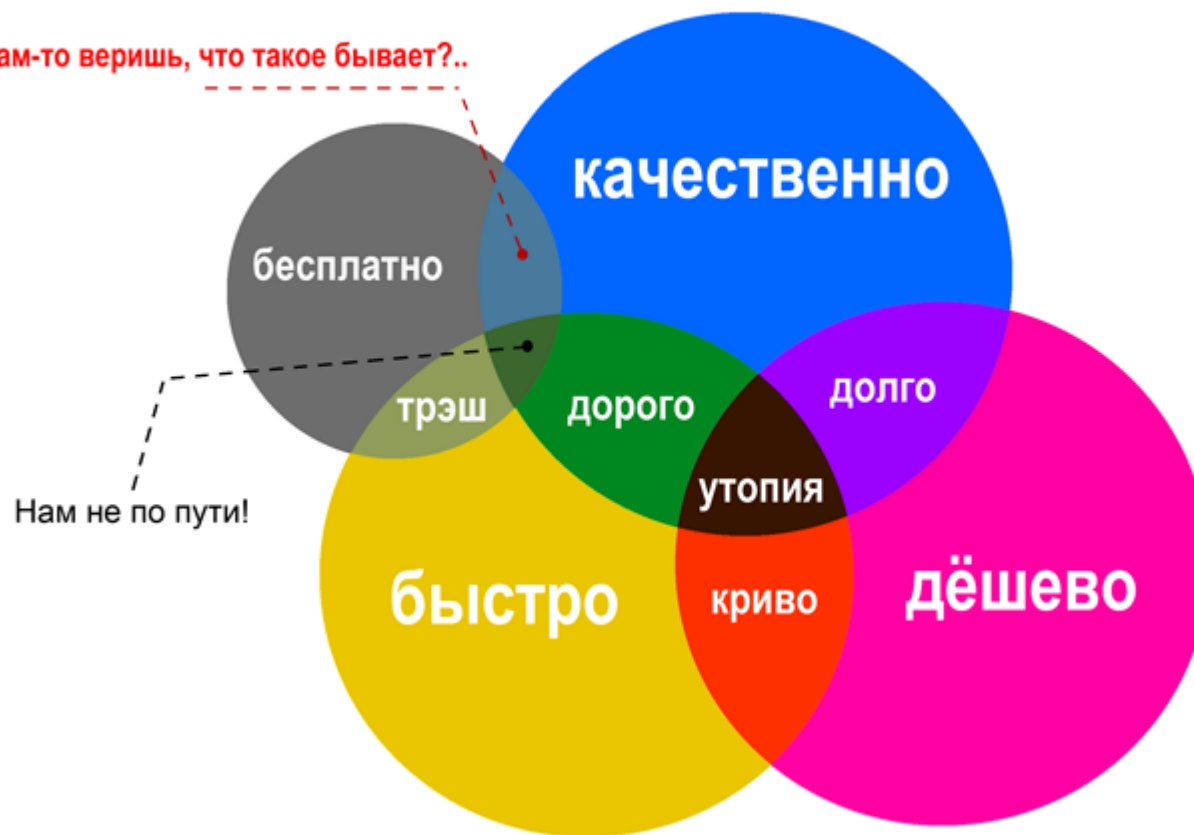 ам-то веришь, что такое бывает?..
качественно
бесплатно
долго
трэш
дорого
утопия
Нам не по пути!
дёшево
быстро
криво